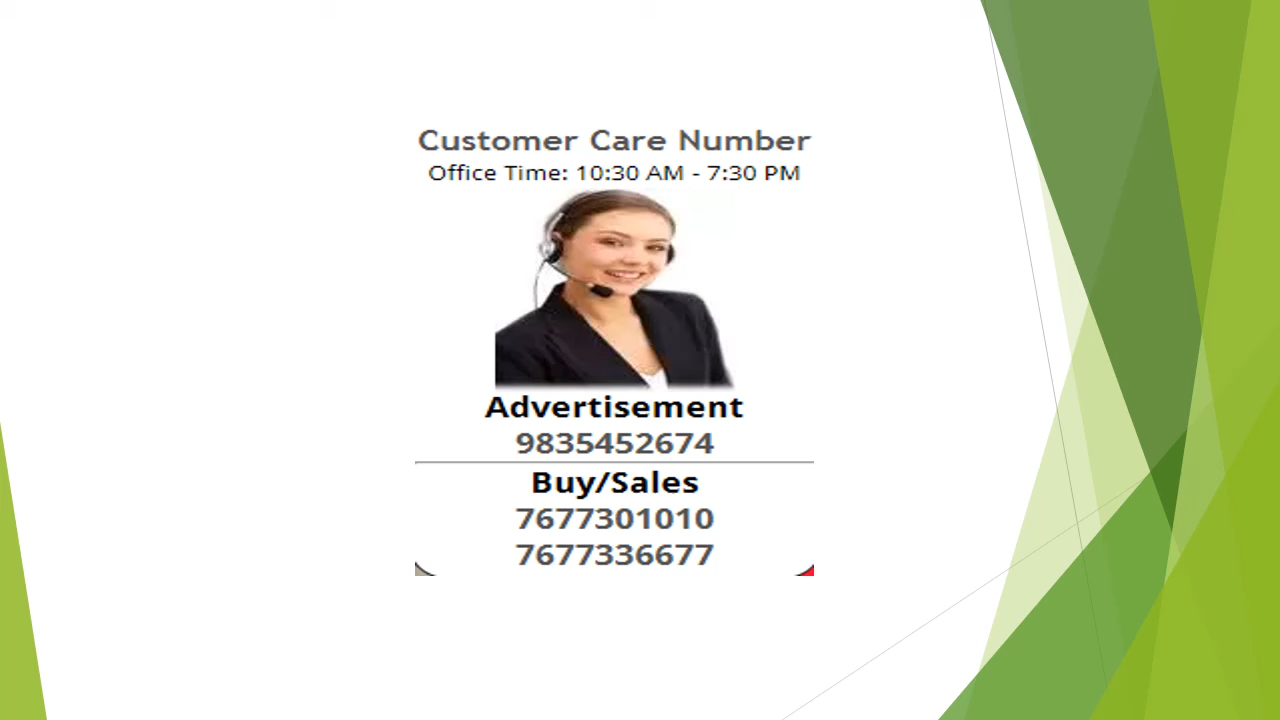 Customer Care Number
Office Time: 10:30 AM - 7:30 PM
Advertisement
9835452674
Buy/Sales
7677301010
7677336677